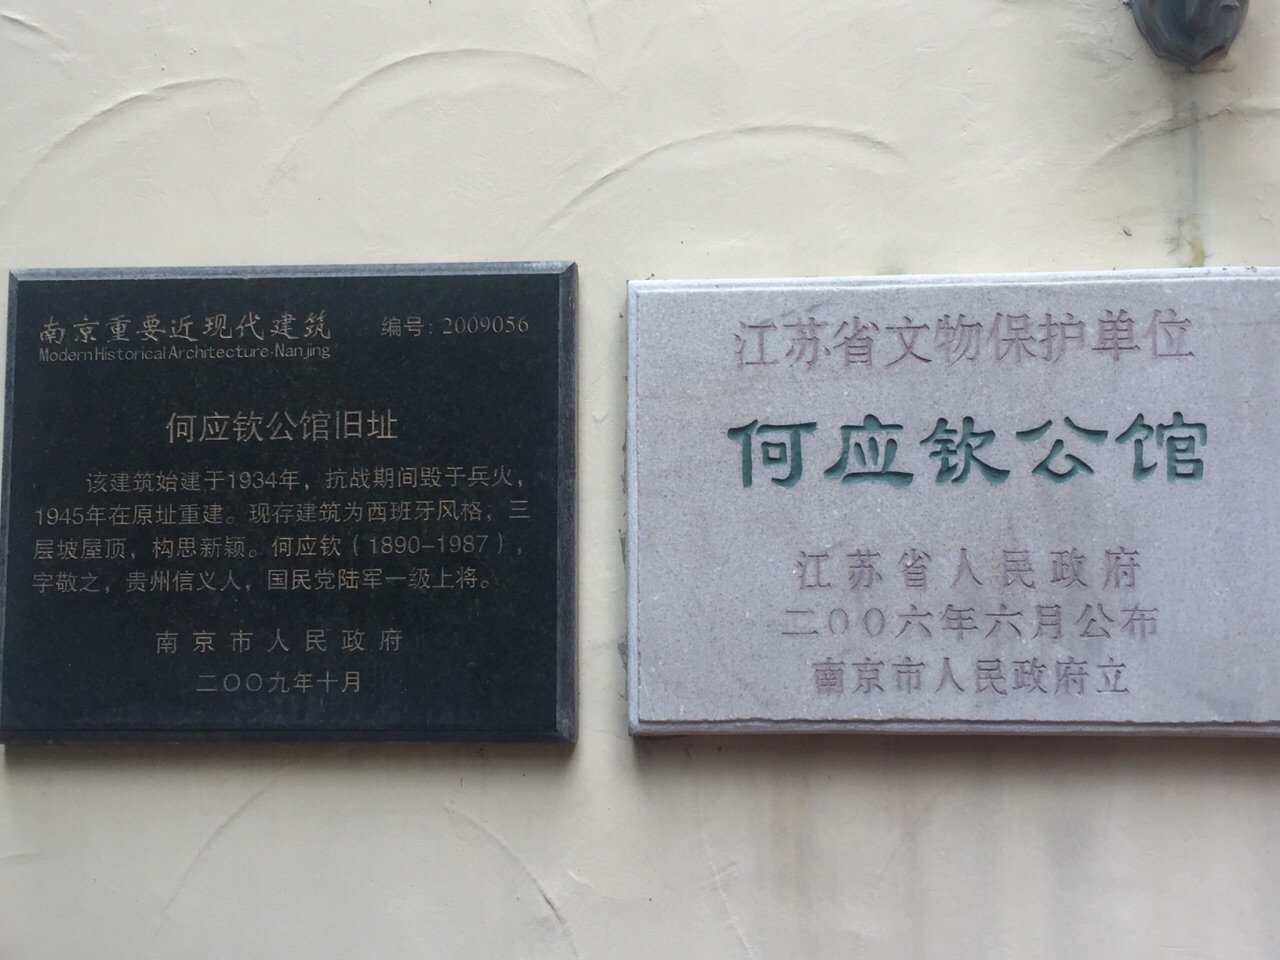 南京重要近现代建筑 编号：2009056
Modern Historical Architecture·Nanjing
何应钦公馆旧址
该建筑始建于1934年，抗战期间毁于兵火，
1945年在原址重建。现存建筑为西班牙风格，三
层坡屋顶，构思新颖。何应钦（1890-1987），
字敬之，贵州信义人，国民党陆军一级上将。
南京市人民政府
二〇〇九年十月
江苏省文物保护单位
何应钦公馆
江苏省人民政府
二〇〇六年六月公布
南京市人民政府立